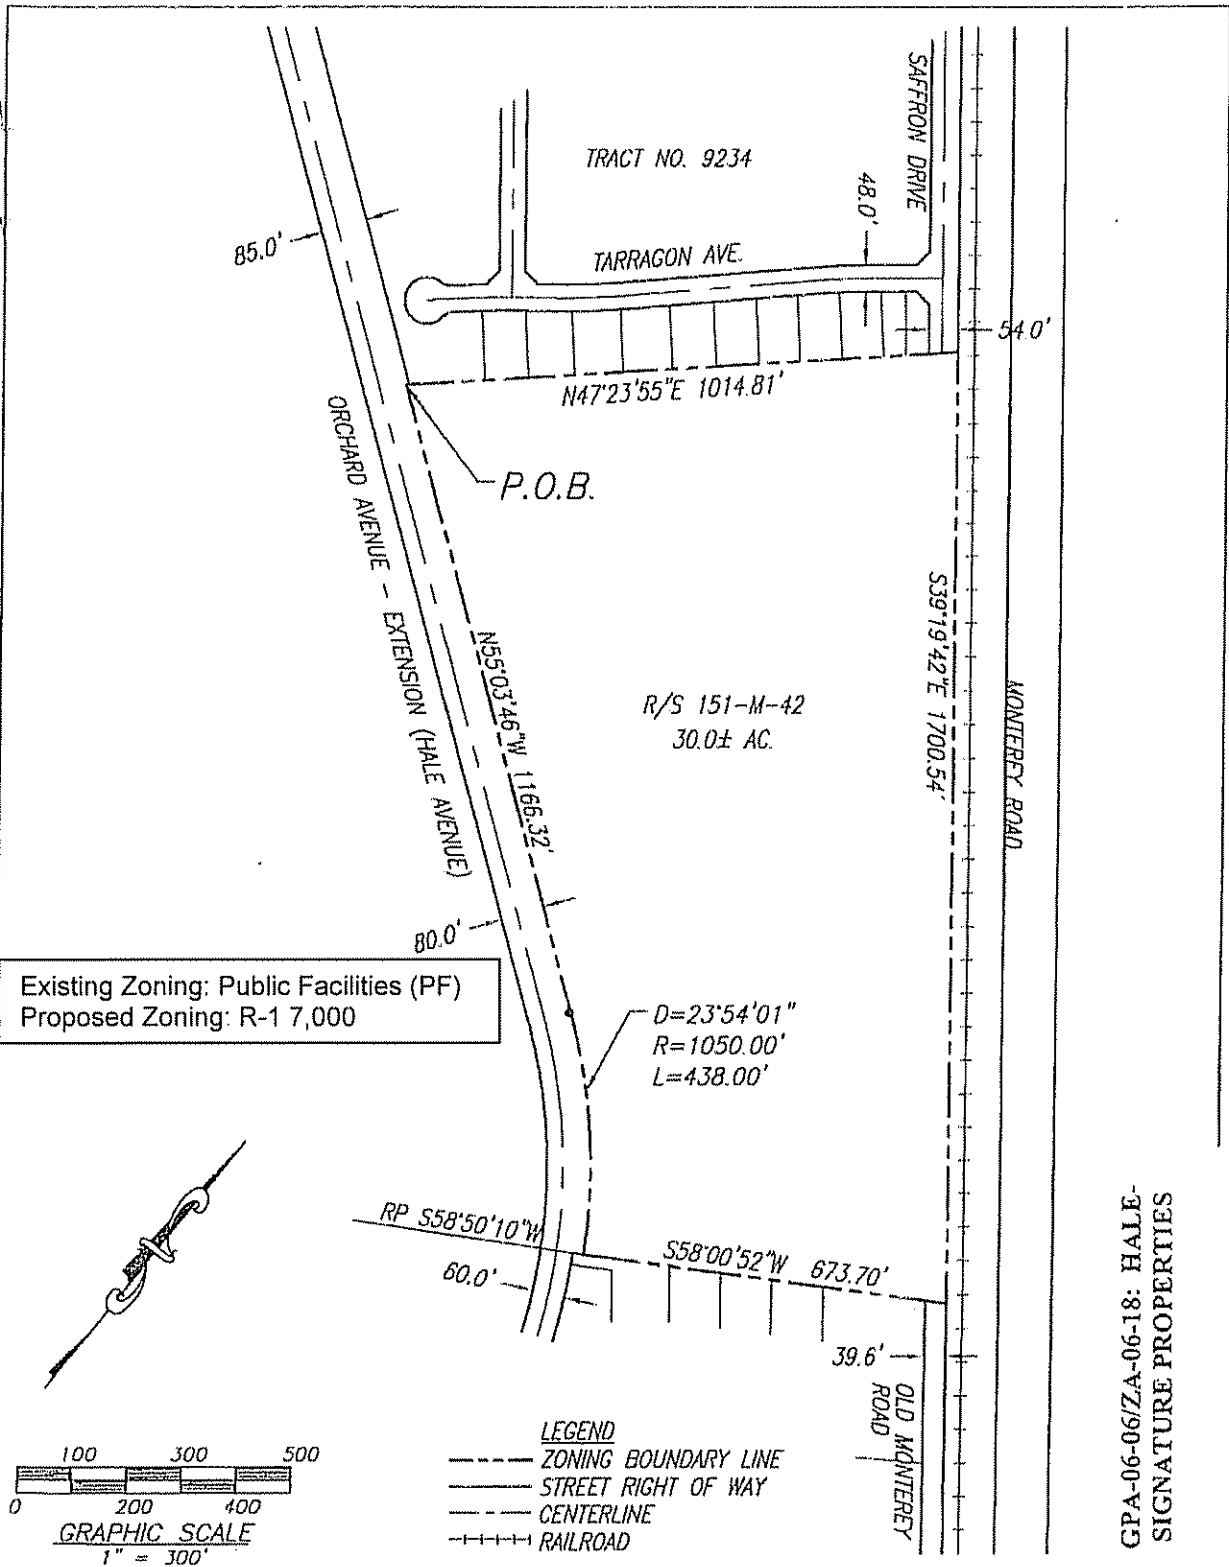 SAFFRON DRIVE
TRACT NO. 9234
48.0'
85.0'
TARRAGON AVE.
54.0'
N47°23'55"E 1014.81'
ORCHARD AVENUE - EXTENSION (HALE AVENUE)
P.O.B.
N55°03'46"W 1166.32'
S39°19'42"E 1700.54'
MONTEREY ROAD
R/S 151-M-42
30.0± AC.
80.0'
Existing Zoning: Public Facilities (PF)
Proposed Zoning: R-1 7,000
D=23°54'01"
R=1050.00'
L=438.00'
RP S58°50'10"W
S58°00'52"W 673.70'
60.0'
39.6'
OLD MONTEREY
ROAD
GPA-06-06/ZA-06-18: HALE-
SIGNATURE PROPERTIES
LEGEND
ZONING BOUNDARY LINE
STREET RIGHT OF WAY
CENTERLINE
RAILROAD
100 300 500
0 200 400
GRAPHIC SCALE
1" = 300'